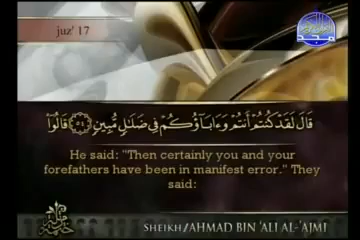 juz' 17
قَالَ لَقَدْ كُنتُمْ أَنتُمْ وَءَابَآؤُكُمْ فِى ضَلَٰلٍ مُّبِينٍ ﴿٥٤﴾ قَالُوٓا۟
He said: "Then certainly you and your
forefathers have been in manifest error." They
said:
SHEIKH/AHMAD BIN 'ALI AL-'AJMI